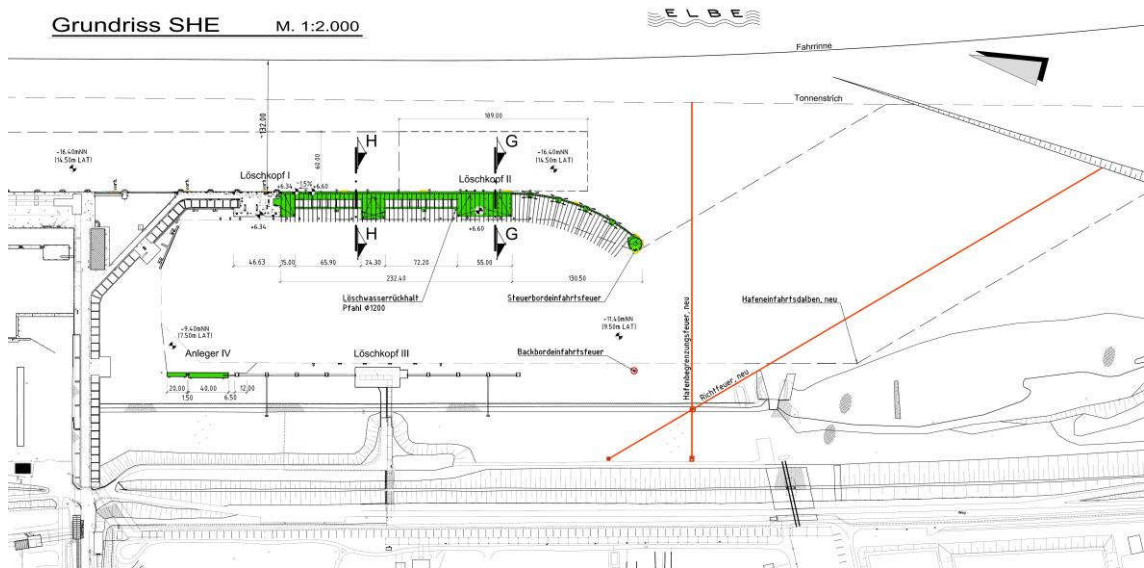 Grundriss SHE M. 1:2.000
ELBE
Fahrrinne
Tonnenstrich
-132.00
189.00
H
G
-16.40mNN
(14.50m LAT)
-16.40mNN
(14.50m LAT)
60.00
Löschkopf I
Löschkopf II
+6.34
-15%
+6.60
+6.34
+6.60
H
G
46.63
15.00
65.90
24.30
72.20
55.00
232.40
130.50
Löschwasserrückhalt
Pfahl Φ1200
Steuerbordeinfahrtsfeuer
Hafenbegrenzungsfeuer, neu
Hafeneinfahrtsdalben, neu
-9.40mNN
(7.50m LAT)
-11.40mNN
(9.50m LAT)
Anleger IV
Löschkopf III
Backbordeinfahrtsfeuer
Richtfeuer, neu
20.00
40.00
12.00
1.50
6.50